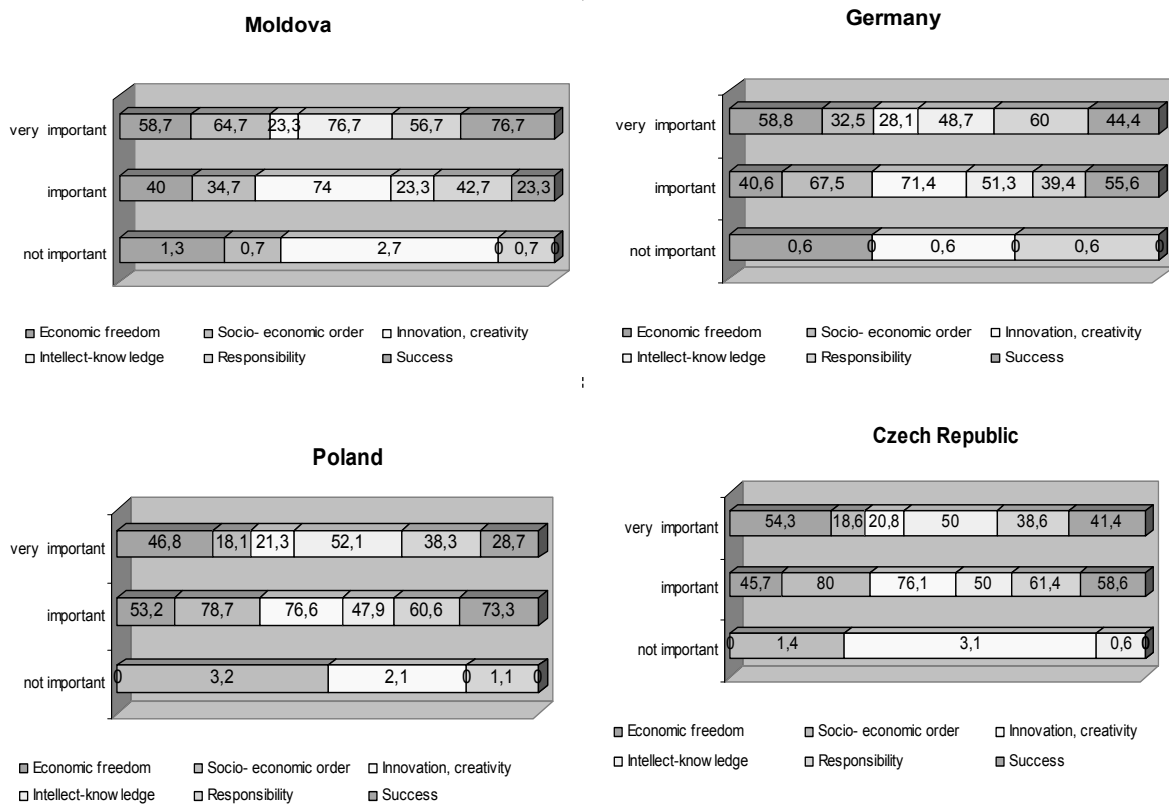 Moldova
very important 58,7 64,7 23,3 76,7 56,7 76,7
important 40 34,7 74 23,3 42,7 23,3
not important 1,3 0,7 2,7 0 0,7 0
Economic freedom Socio- economic order Innovation, creativity
Intellect-know ledge Responsibility Success
Germany
very important 58,8 32,5 28,1 48,7 60 44,4
important 40,6 67,5 71,4 51,3 39,4 55,6
not important 0,6 0 0,6 0 0,6 0
Economic freedom Socio- economic order Innovation, creativity
Intellect-know ledge Responsibility Success
Poland
very important 46,8 18,1 21,3 52,1 38,3 28,7
important 53,2 78,7 76,6 47,9 60,6 73,3
not important 0 3,2 2,1 0 1,1 0
Economic freedom Socio- economic order Innovation, creativity
Intellect-know ledge Responsibility Success
Czech Republic
very important 54,3 18,6 20,8 50 38,6 41,4
important 45,7 80 76,1 50 61,4 58,6
not important 0 1,4 3,1 0,6 0
Economic freedom Socio- economic order Innovation, creativity
Intellect-know ledge Responsibility Success